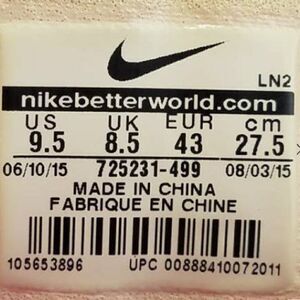 LN2
nikebetterworld.com
US UK EUR cm
9.5 8.5 43 27.5
06/10/15 725231-499 08/03/15
MADE IN CHINA
FABRIQUE EN CHINE
105653896 UPC 00888410072011